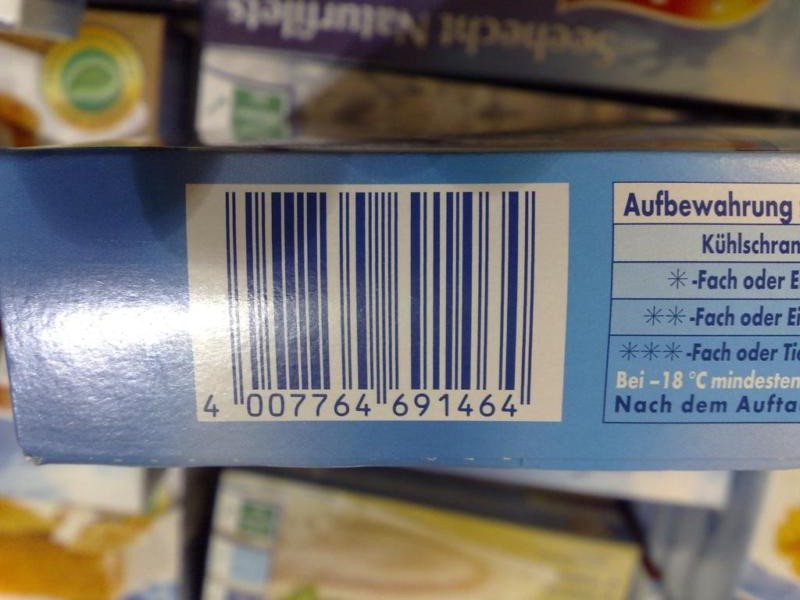 Seehecht Naturfilets
4 007764 691464
Aufbewahrung
Kühlschran
✳-Fach oder E
✳✳-Fach oder Ei
✳✳✳-Fach oder Tie
Bei –18 °C mindesten
Nach dem Aufta